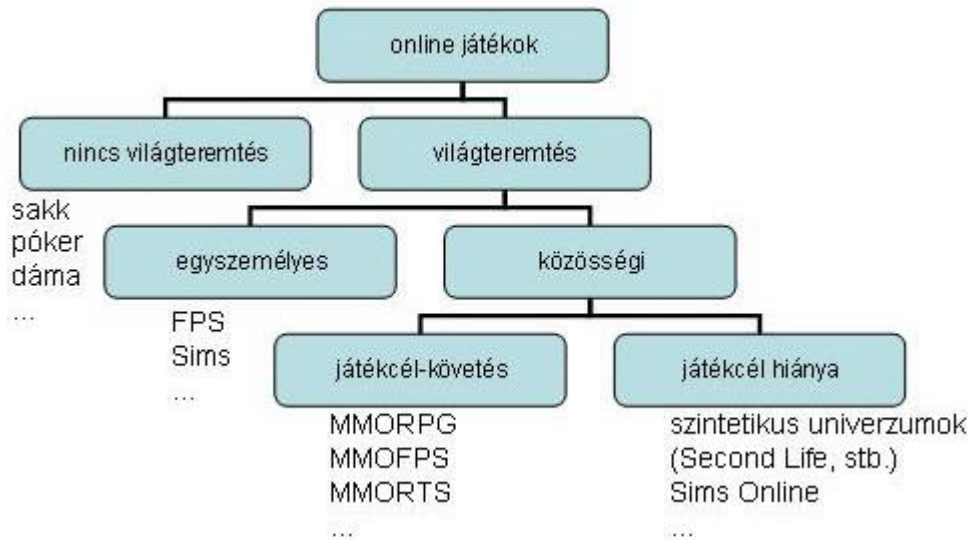 online játékok
nincs világteremtés
világteremtés
sakk
póker
dáma
...
egyszemélyes
közösségi
FPS
Sims
...
játékcél-követés
játékcél hiánya
MMORPG
MMOFPS
MMORTS
...
szintetikus univerzumok
(Second Life, stb.)
Sims Online
...